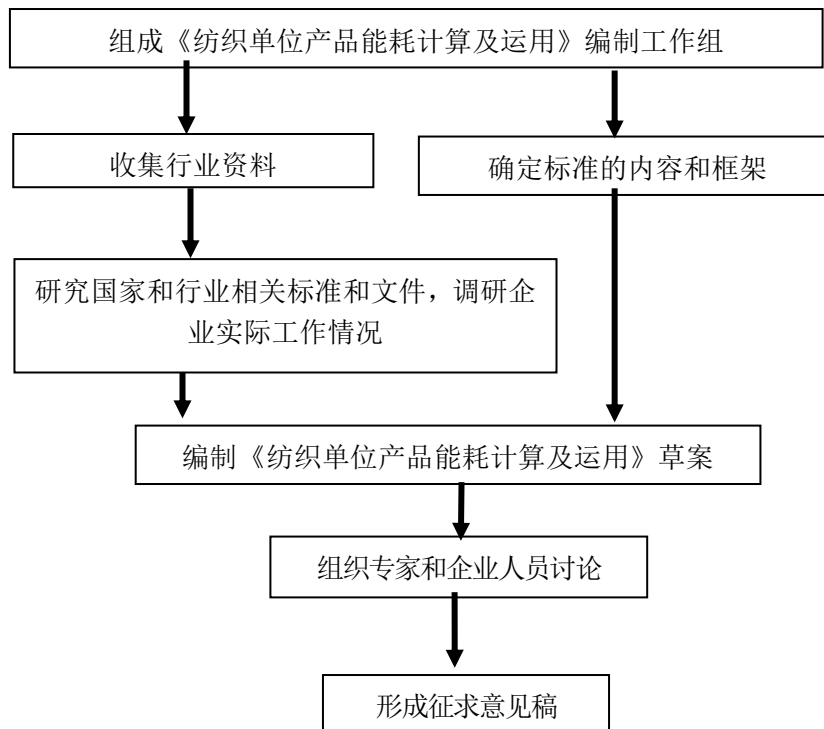 组成《纺织单位产品能耗计算及运用》编制工作组
收集行业资料
确定标准的内容和框架
研究国家和行业相关标准和文件，调研企
业实际工作情况
编制《纺织单位产品能耗计算及运用》草案
组织专家和企业人员讨论
形成征求意见稿